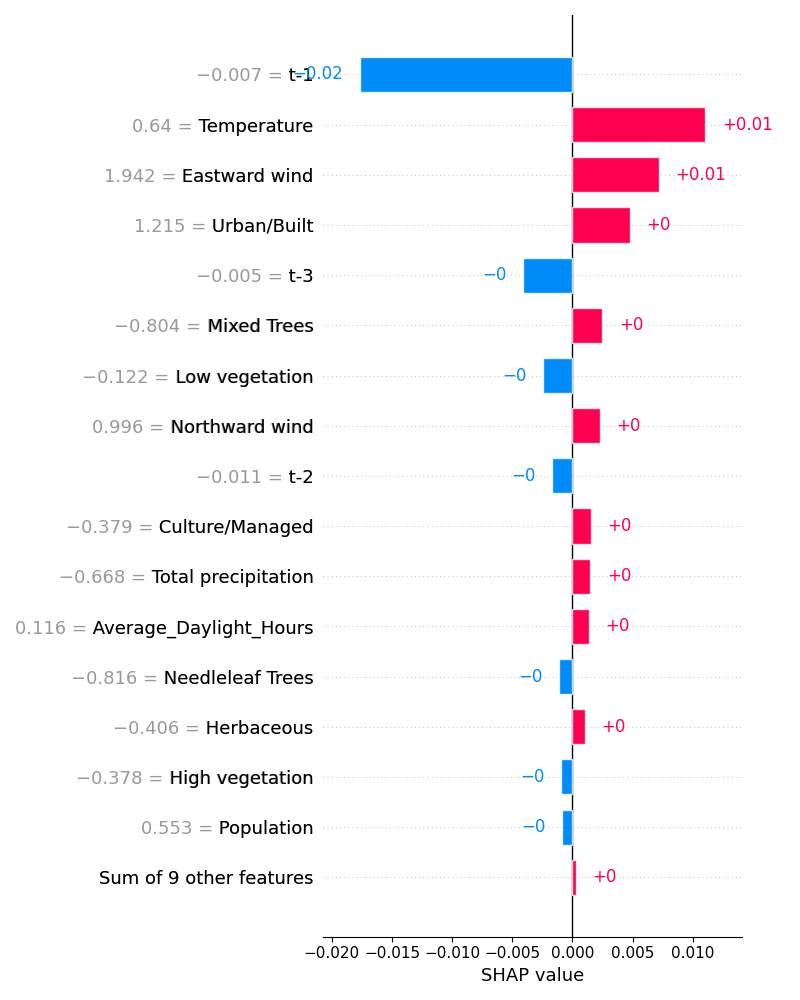 −0.007 = t-1 −0.02
0.64 = Temperature +0.01
1.942 = Eastward wind +0.01
1.215 = Urban/Built +0
−0.005 = t-3 −0
−0.804 = Mixed Trees +0
−0.122 = Low vegetation −0
0.996 = Northward wind +0
−0.011 = t-2 −0
−0.379 = Culture/Managed +0
−0.668 = Total precipitation +0
0.116 = Average_Daylight_Hours +0
−0.816 = Needleleaf Trees −0
−0.406 = Herbaceous +0
−0.378 = High vegetation −0
0.553 = Population −0
Sum of 9 other features +0
−0.020 −0.015 −0.010 −0.005 0.000 0.005 0.010
SHAP value